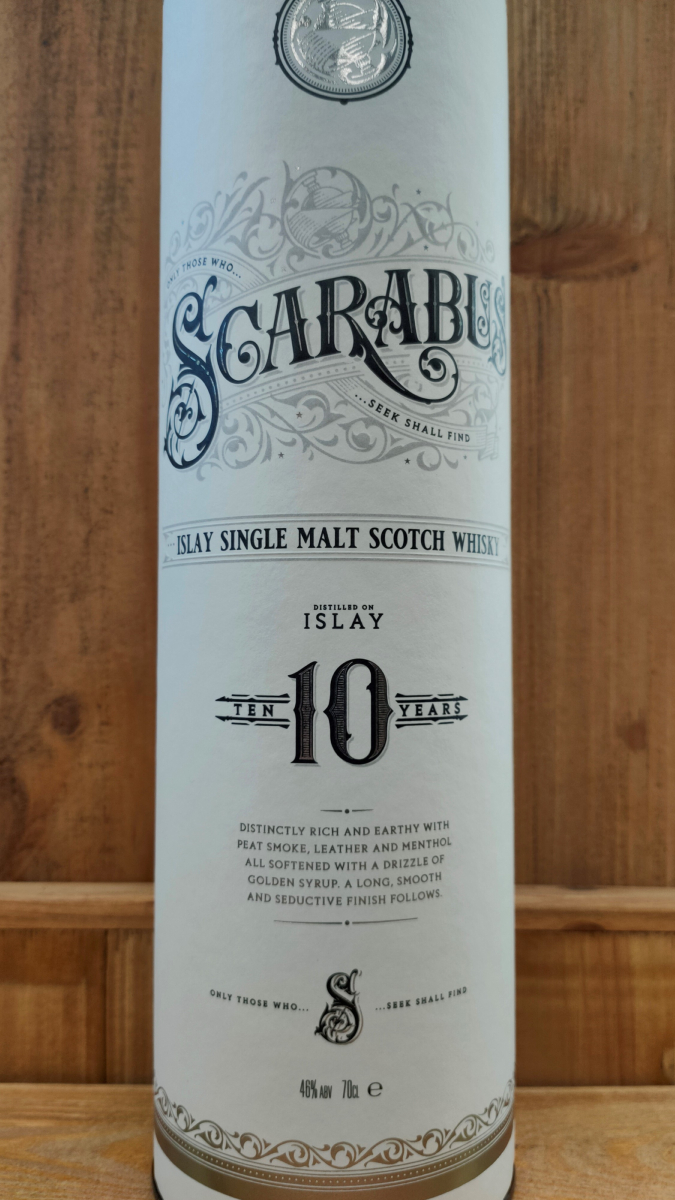 ONLY THOSE WHO...
SCARABUS
...SEEK SHALL FIND
ISLAY SINGLE MALT SCOTCH WHISKY
DISTILLED ON
ISLAY
TEN 10 YEARS
DISTINCTLY RICH AND EARTHY WITH
PEAT SMOKE, LEATHER AND MENTHOL
ALL SOFTENED WITH A DRIZZLE OF
GOLDEN SYRUP. A LONG, SMOOTH
AND SEDUCTIVE FINISH FOLLOWS.
ONLY THOSE WHO... S ...SEEK SHALL FIND
46% ABV 70CL e